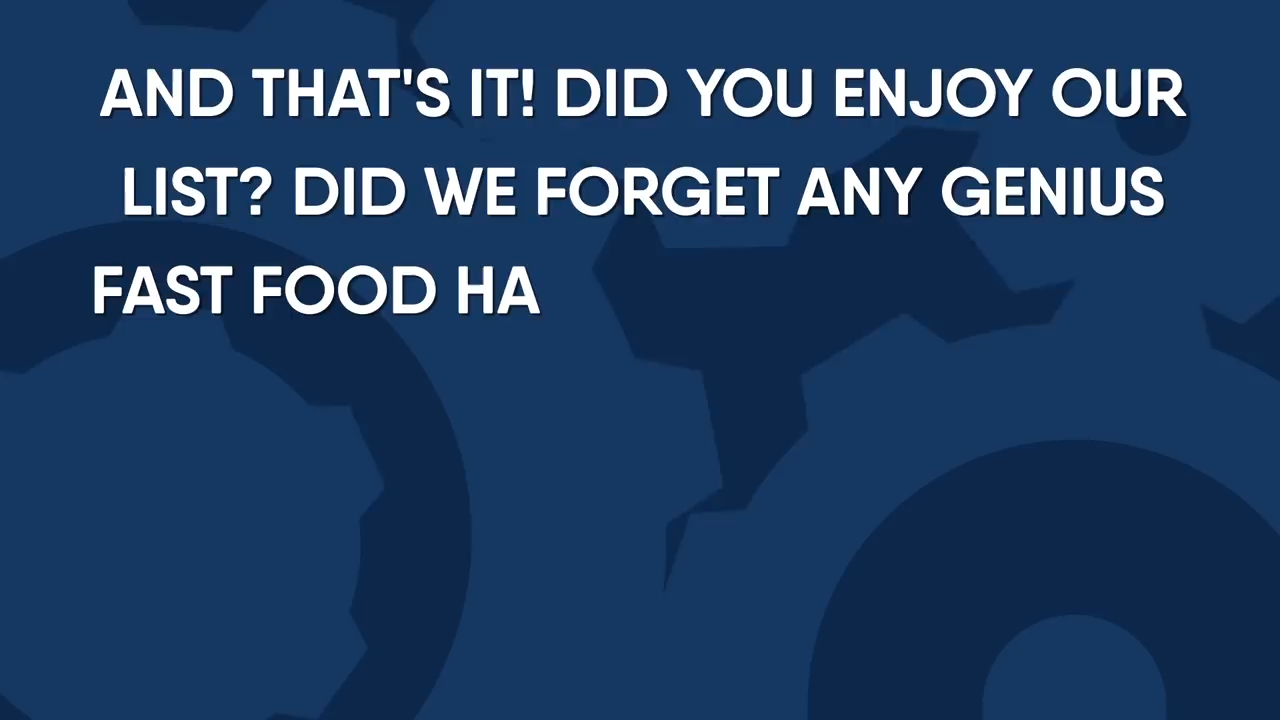 AND THAT'S IT! DID YOU ENJOY OUR
LIST? DID WE FORGET ANY GENIUS
FAST FOOD HA